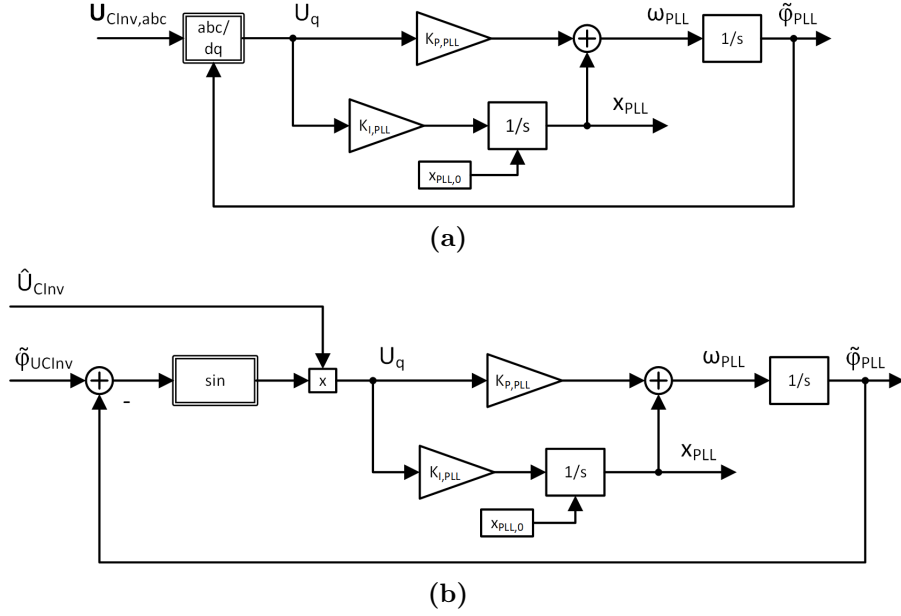 U_CInv,abc
abc/
dq
U_q
K_P,PLL
+
ω_PLL
1/s
φ̃_PLL
K_I,PLL
1/s
x_PLL
x_PLL,0
(a)
Û_CInv
φ̃_UCInv
+
-
sin
x
U_q
K_P,PLL
+
ω_PLL
1/s
φ̃_PLL
K_I,PLL
1/s
x_PLL
x_PLL,0
(b)